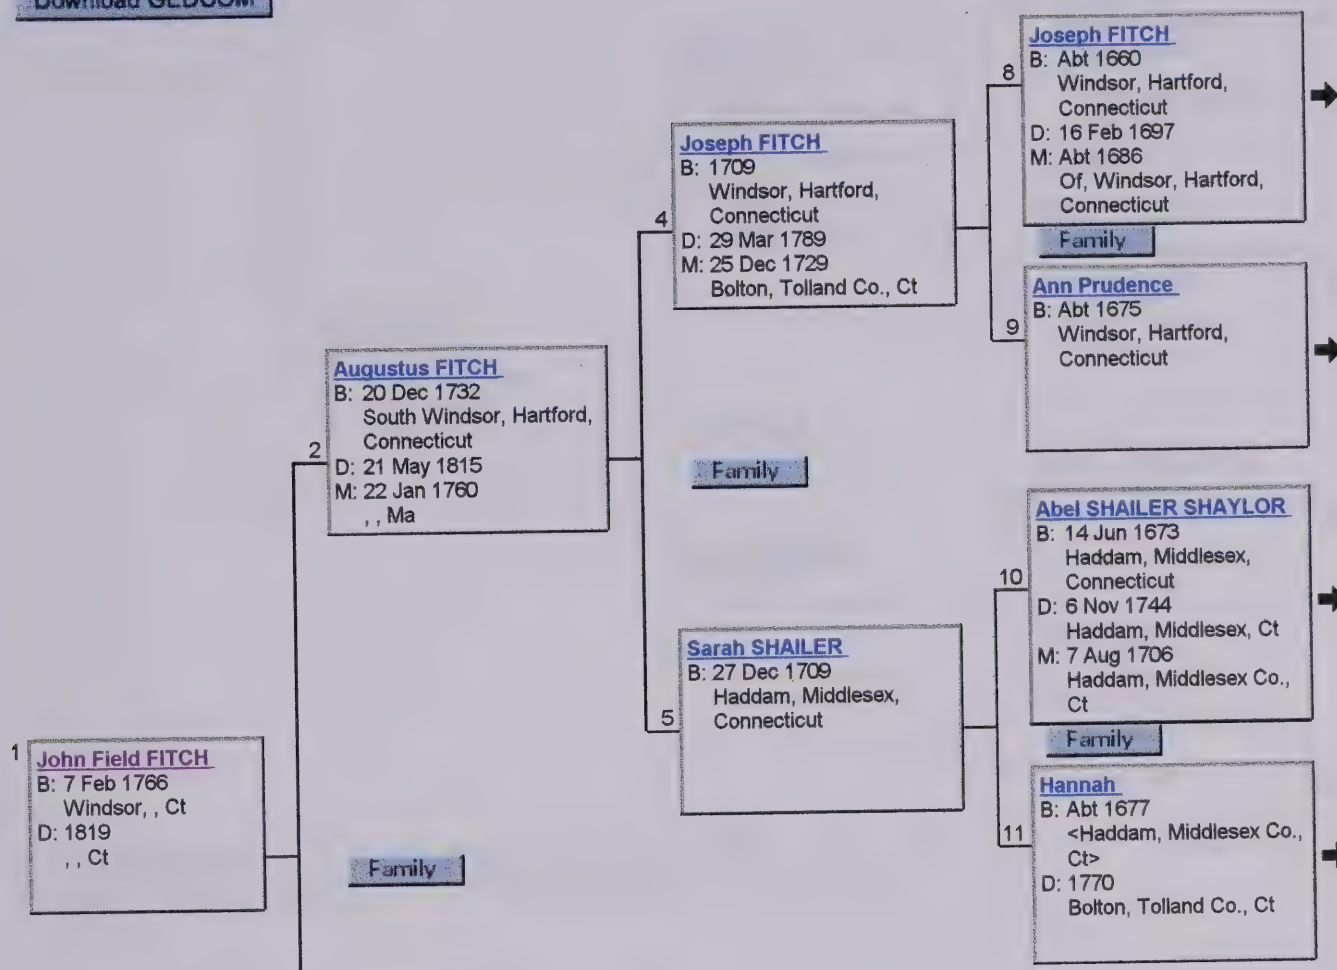 Download GEDCOM
1
John Field FITCH
B: 7 Feb 1766
Windsor, , Ct
D: 1819
, , Ct
Family
2
Augustus FITCH
B: 20 Dec 1732
South Windsor, Hartford,
Connecticut
D: 21 May 1815
M: 22 Jan 1760
, , Ma
Family
4
Joseph FITCH
B: 1709
Windsor, Hartford,
Connecticut
D: 29 Mar 1789
M: 25 Dec 1729
Bolton, Tolland Co., Ct
5
Sarah SHAILER
B: 27 Dec 1709
Haddam, Middlesex,
Connecticut
8
Joseph FITCH
B: Abt 1660
Windsor, Hartford,
Connecticut
D: 16 Feb 1697
M: Abt 1686
Of, Windsor, Hartford,
Connecticut
Family
9
Ann Prudence
B: Abt 1675
Windsor, Hartford,
Connecticut
10
Abel SHAILER SHAYLOR
B: 14 Jun 1673
Haddam, Middlesex,
Connecticut
D: 6 Nov 1744
Haddam, Middlesex, Ct
M: 7 Aug 1706
Haddam, Middlesex Co.,
Ct
Family
11
Hannah
B: Abt 1677
<Haddam, Middlesex Co.,
Ct>
D: 1770
Bolton, Tolland Co., Ct